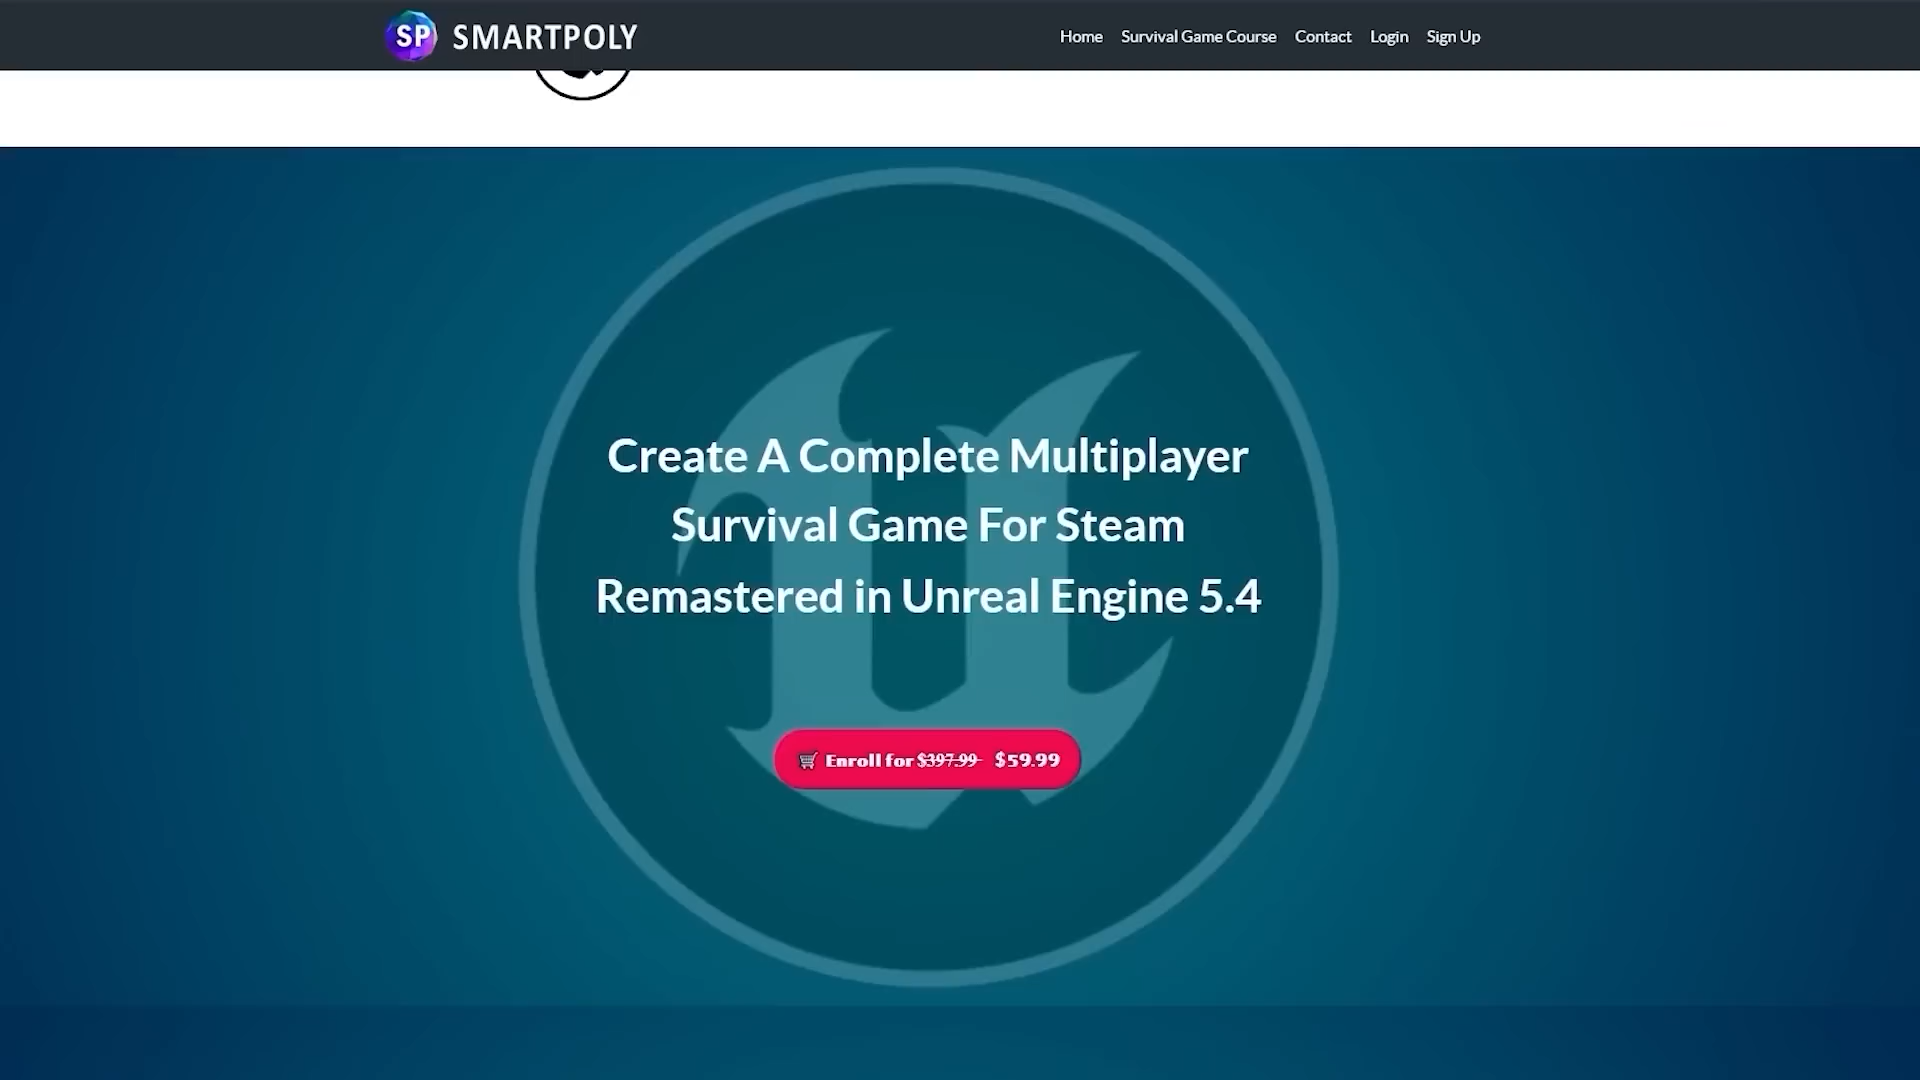 SP SMARTPOLY
Home Survival Game Course Contact Login Sign Up
Create A Complete Multiplayer
Survival Game For Steam
Remastered in Unreal Engine 5.4
Enroll for $397.99 $59.99